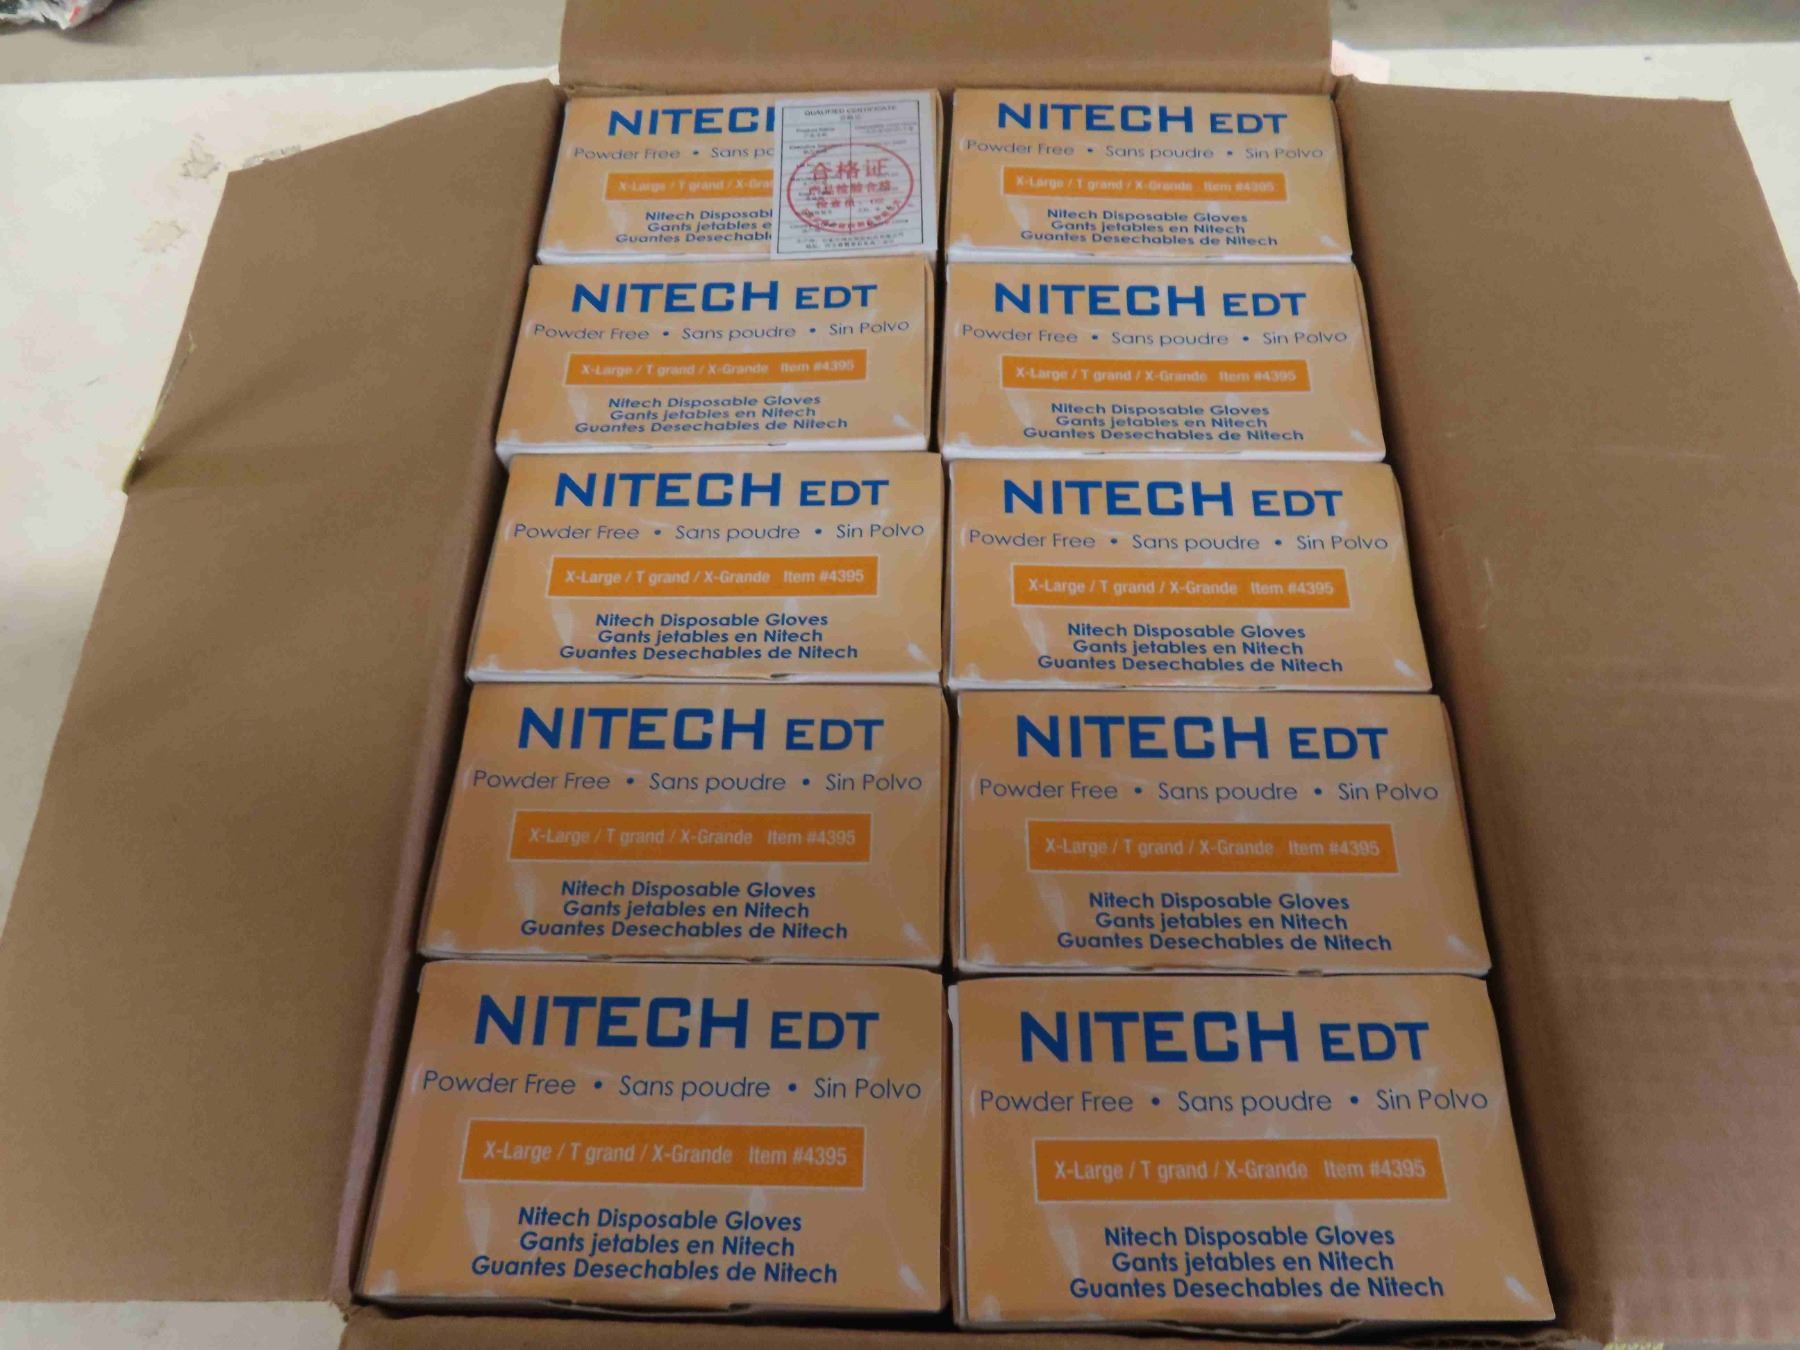 NITECH
Powder Free • Sans
X-Large / T grand /
Nitech
Gants jetables
Guantes
QUALIFIED CERTIFICATE
合格证
产品检验合格
NITECH EDT
Powder Free • Sans poudre • Sin Polvo
X-Large / T grand / X-Grande Item #4395
Nitech Disposable Gloves
Gants jetables en Nitech
Guantes Desechables de Nitech
NITECH EDT
Powder Free • Sans poudre • Sin Polvo
X-Large / T grand / X-Grande Item #4395
Nitech Disposable Gloves
Gants jetables en Nitech
Guantes Desechables de Nitech
NITECH EDT
Powder Free • Sans poudre • Sin Polvo
X-Large / T grand / X-Grande Item #4395
Nitech Disposable Gloves
Gants jetables en Nitech
Guantes Desechables de Nitech
NITECH EDT
Powder Free • Sans poudre • Sin Polvo
X-Large / T grand / X-Grande Item #4395
Nitech Disposable Gloves
Gants jetables en Nitech
Guantes Desechables de Nitech
NITECH EDT
Powder Free • Sans poudre • Sin Polvo
X-Large / T grand / X-Grande Item #4395
Nitech Disposable Gloves
Gants jetables en Nitech
Guantes Desechables de Nitech
NITECH EDT
Powder Free • Sans poudre • Sin Polvo
X-Large / T grand / X-Grande Item #4395
Nitech Disposable Gloves
Gants jetables en Nitech
Guantes Desechables de Nitech
NITECH EDT
Powder Free • Sans poudre • Sin Polvo
X-Large / T grand / X-Grande Item #4395
Nitech Disposable Gloves
Gants jetables en Nitech
Guantes Desechables de Nitech
NITECH EDT
Powder Free • Sans poudre • Sin Polvo
X-Large / T grand / X-Grande Item #4395
Nitech Disposable Gloves
Gants jetables en Nitech
Guantes Desechables de Nitech
NITECH EDT
Powder Free • Sans poudre • Sin Polvo
X-Large / T grand / X-Grande Item #4395
Nitech Disposable Gloves
Gants jetables en Nitech
Guantes Desechables de Nitech